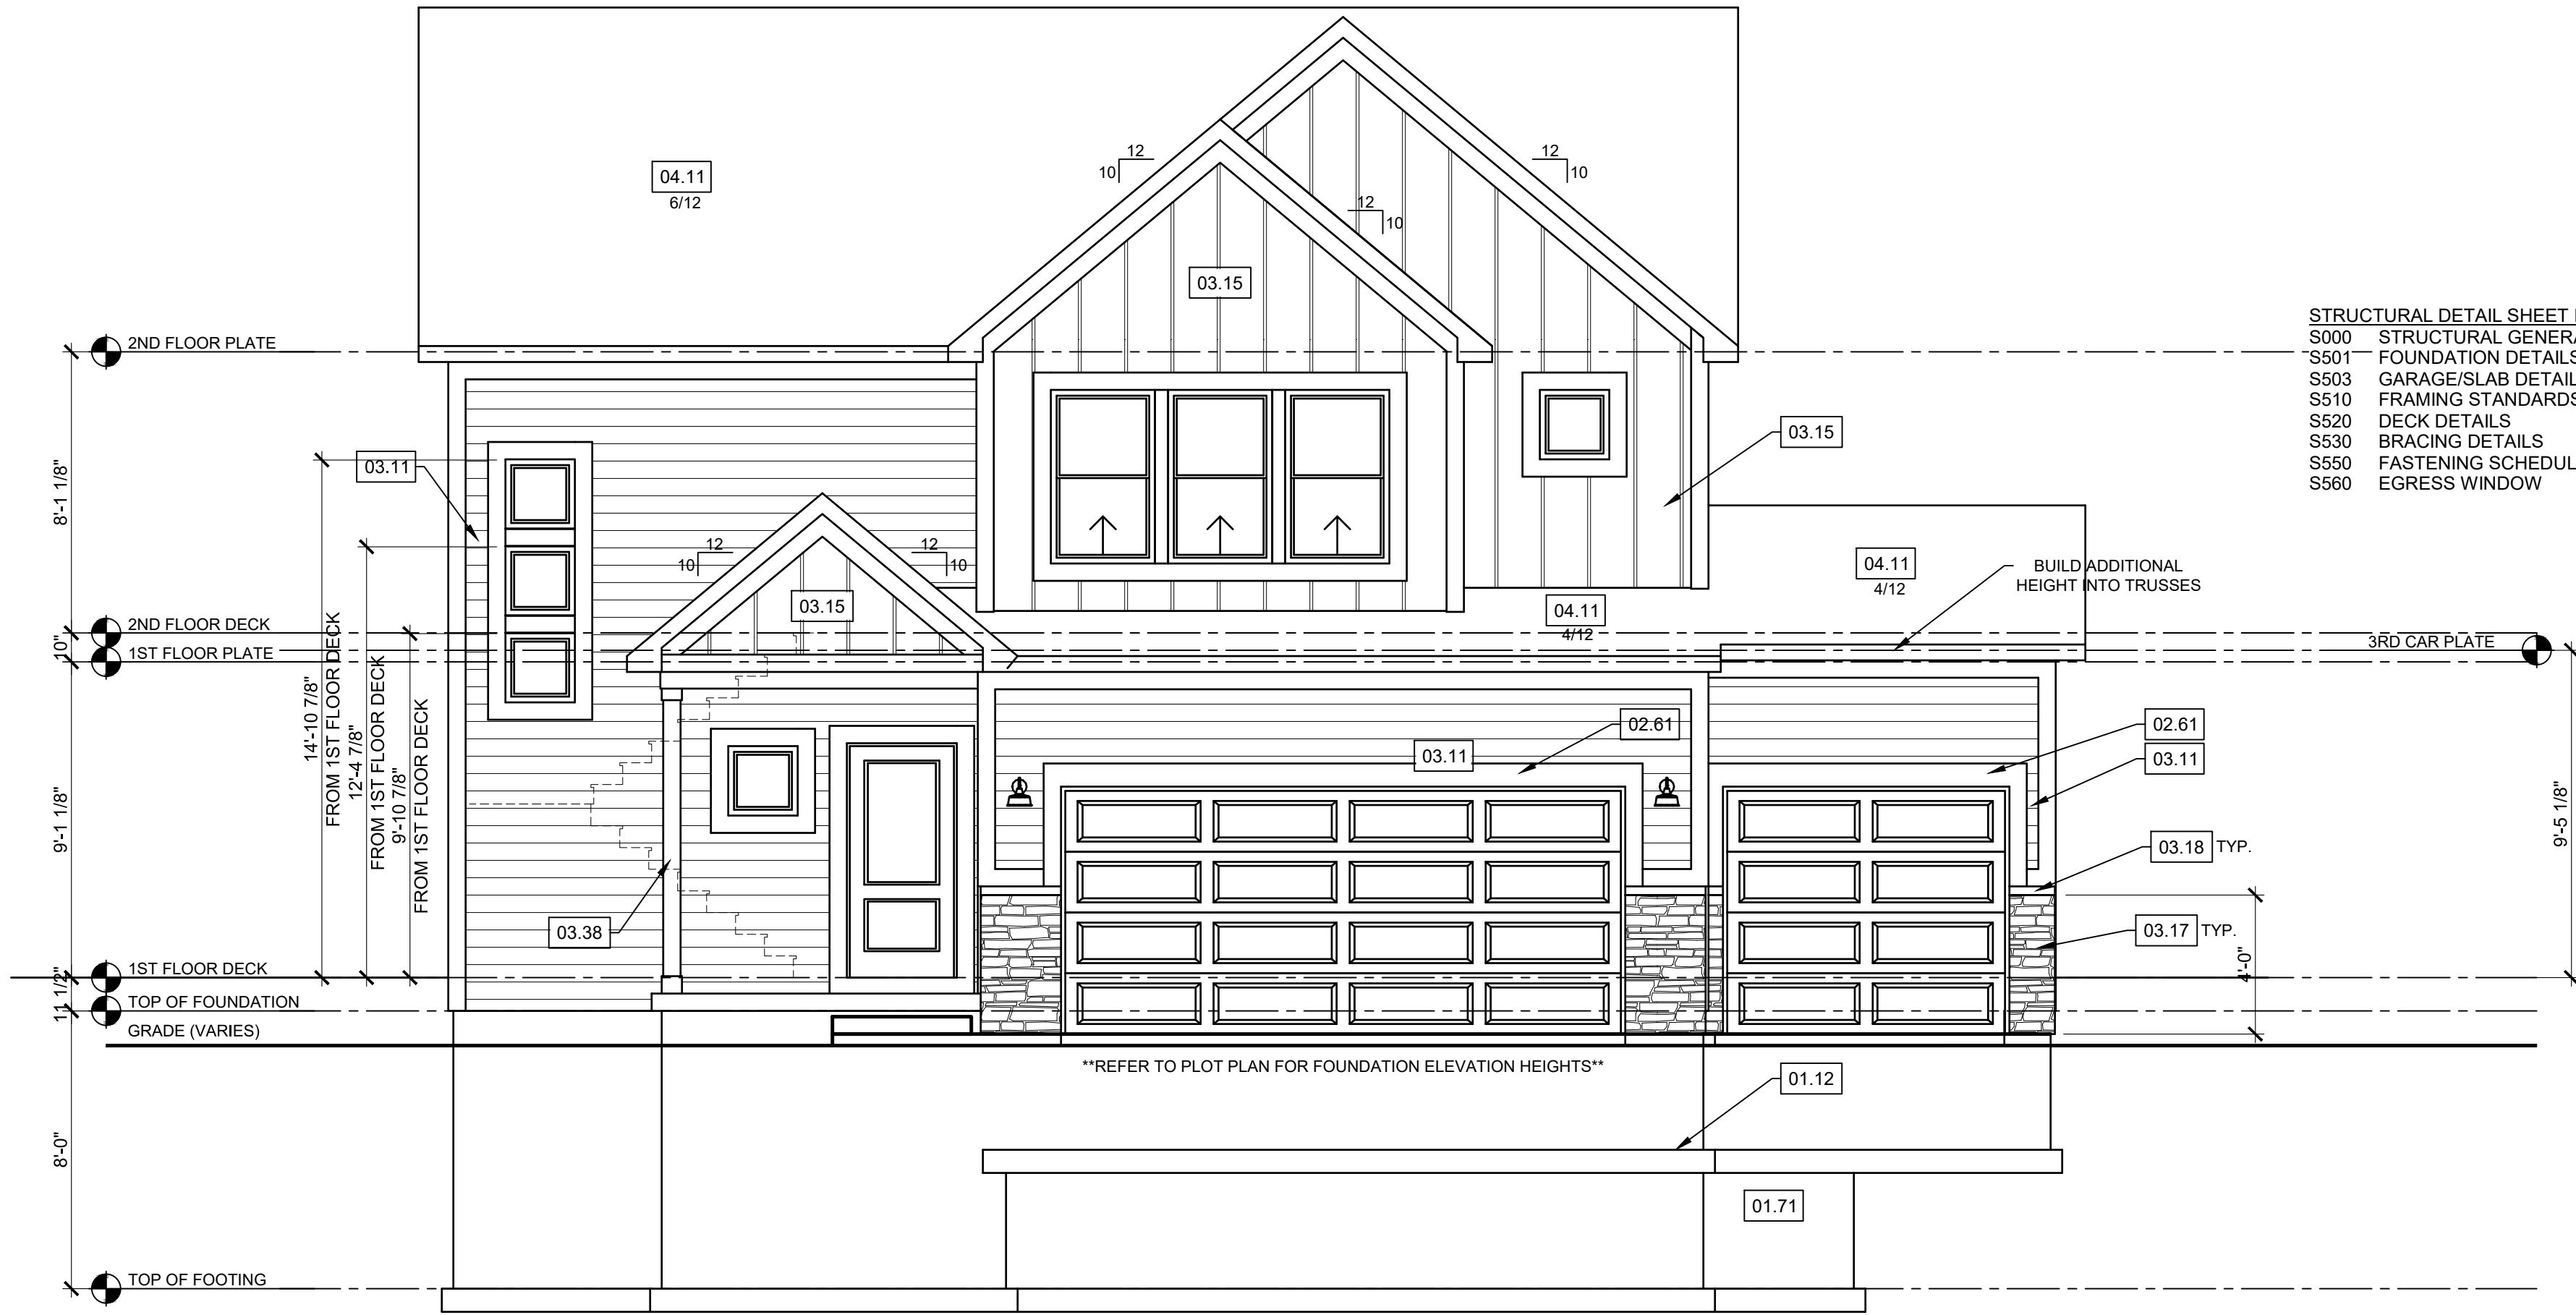 04.11
6/12
12
10
12
10
12
10
03.15
2ND FLOOR PLATE
STRUCTURAL DETAIL SHEET
S000 STRUCTURAL
S501 FOUNDATION DETAILS
S503 GARAGE/SLAB
S510 FRAMING STANDARDS
S520 DECK DETAILS
S530 BRACING DETAILS
S550 FASTENING
S560 EGRESS WINDOW
03.15
03.11
8'-1 1/8"
12
10
12
10
03.15
04.11
4/12
BUILD ADDITIONAL
HEIGHT INTO TRUSSES
04.11
4/12
2ND FLOOR DECK
10"
1ST FLOOR PLATE
3RD CAR PLATE
14'-10 7/8"
FROM 1ST FLOOR DECK
12'-4 7/8"
FROM 1ST FLOOR DECK
9'-10 7/8"
FROM 1ST FLOOR DECK
02.61
03.11
02.61
03.11
9'-1 1/8"
9'-5 1/8"
03.18 TYP.
03.38
03.17 TYP.
4'-0"
1ST FLOOR DECK
11 1/2"
TOP OF FOUNDATION
GRADE (VARIES)
**REFER TO PLOT PLAN FOR FOUNDATION ELEVATION HEIGHTS**
01.12
8'-0"
01.71
TOP OF FOOTING